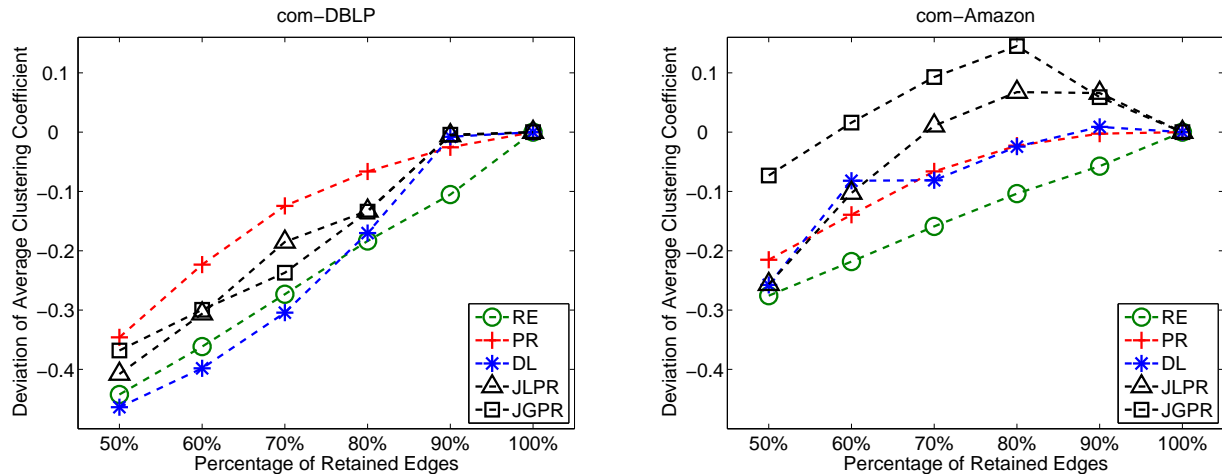 com−DBLP
0.1
0
−0.1
−0.2
−0.3
−0.4
Deviation of Average Clustering Coefficient
50% 60% 70% 80% 90% 100%
Percentage of Retained Edges
RE
PR
DL
JLPR
JGPR
com−Amazon
0.1
0
−0.1
−0.2
−0.3
−0.4
Deviation of Average Clustering Coefficient
50% 60% 70% 80% 90% 100%
Percentage of Retained Edges
RE
PR
DL
JLPR
JGPR